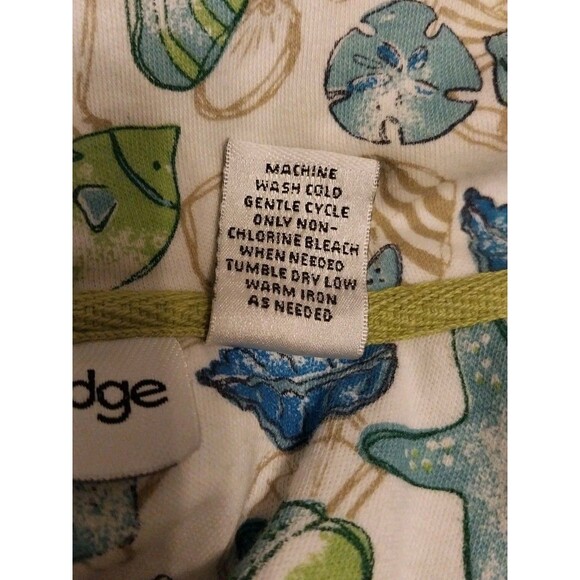 MACHINE
WASH COLD
GENTLE CYCLE
ONLY NON-
CHLORINE BLEACH
WHEN NEEDED
TUMBLE DRY LOW
WARM IRON
AS NEEDED
dge